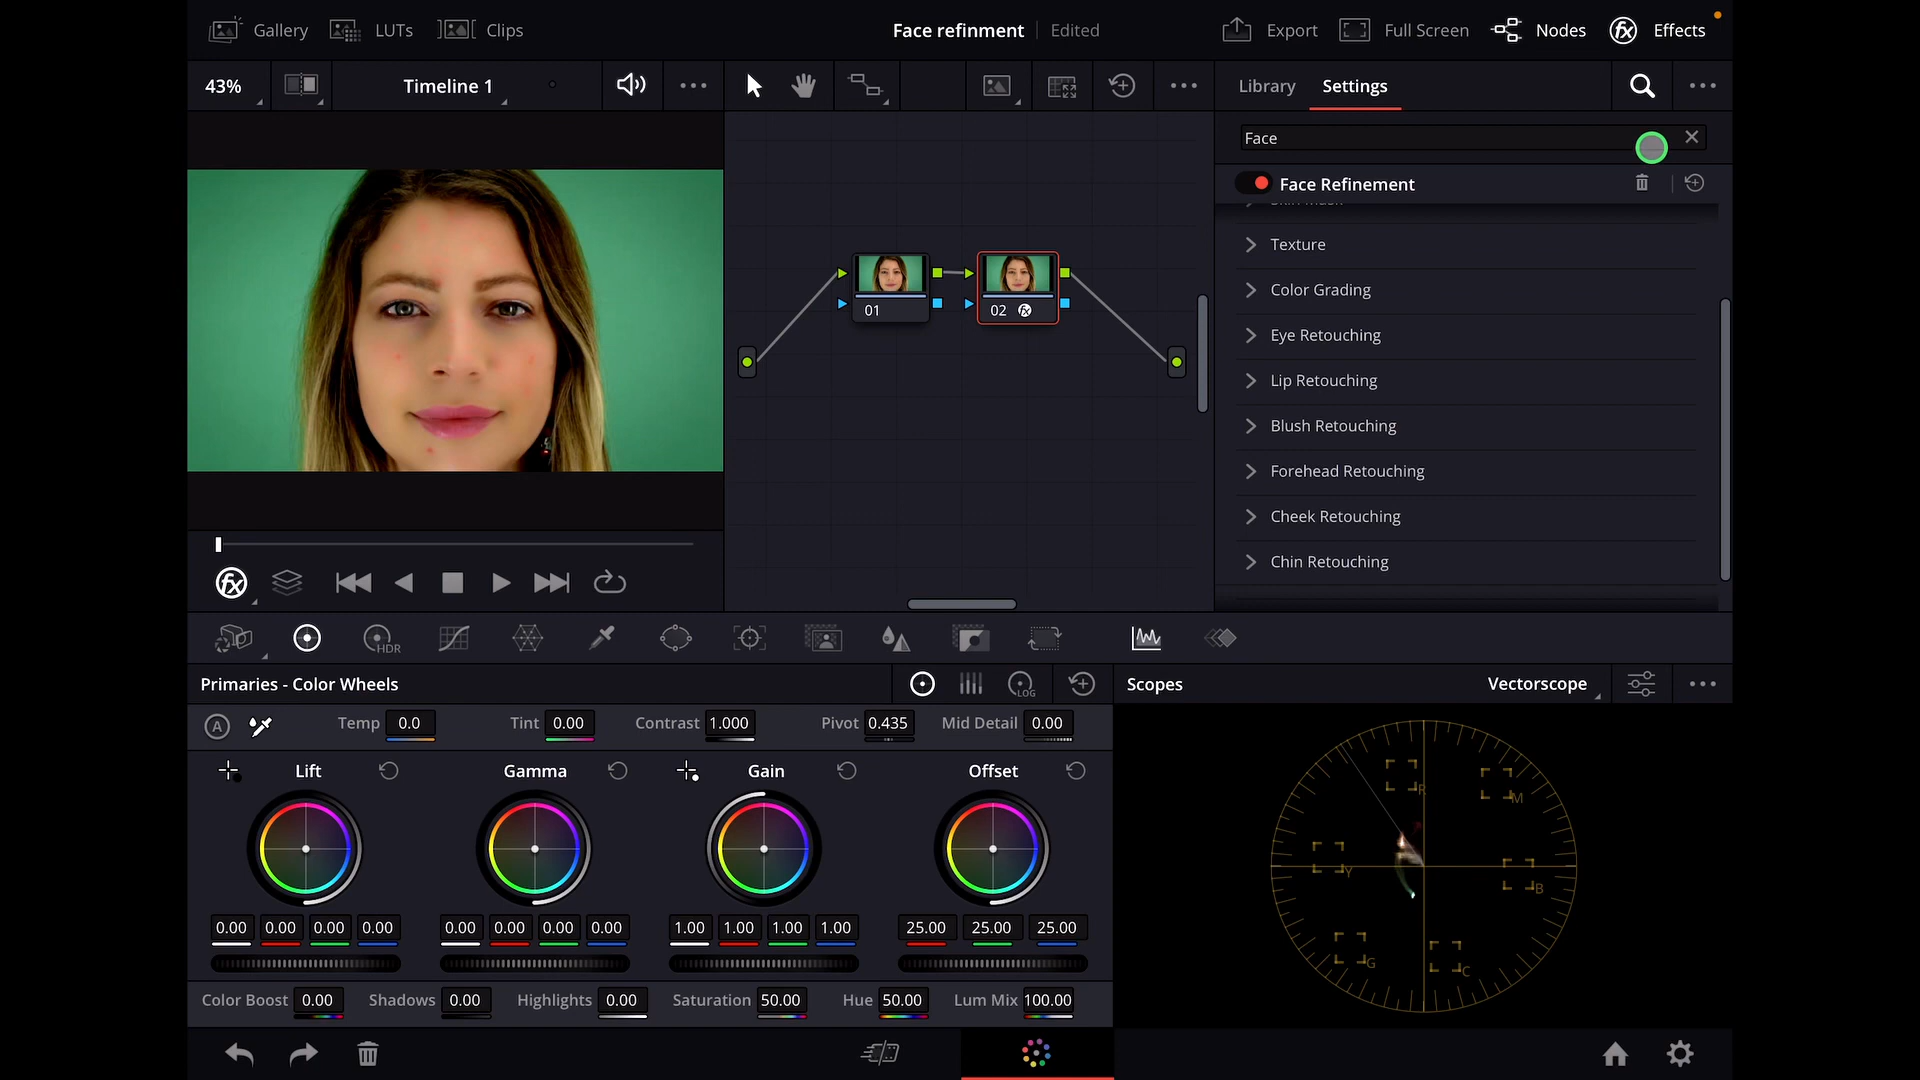 Gallery LUTs Clips Face refinment Edited Export Full Screen Nodes Effects
43% Timeline 1 Library Settings
Face
Face Refinement
Texture
Color Grading
Eye Retouching
Lip Retouching
Blush Retouching
Forehead Retouching
Cheek Retouching
Chin Retouching
01
02
HDR
Primaries - Color Wheels LOG Scopes Vectorscope
A Temp 0.0 Tint 0.00 Contrast 1.000 Pivot 0.435 Mid Detail 0.00
Lift Gamma Gain Offset
0.00 0.00 0.00 0.00 0.00 0.00 0.00 0.00 1.00 1.00 1.00 1.00 25.00 25.00 25.00
Color Boost 0.00 Shadows 0.00 Highlights 0.00 Saturation 50.00 Hue 50.00 Lum Mix 100.00
R
M
Y
B
G
C